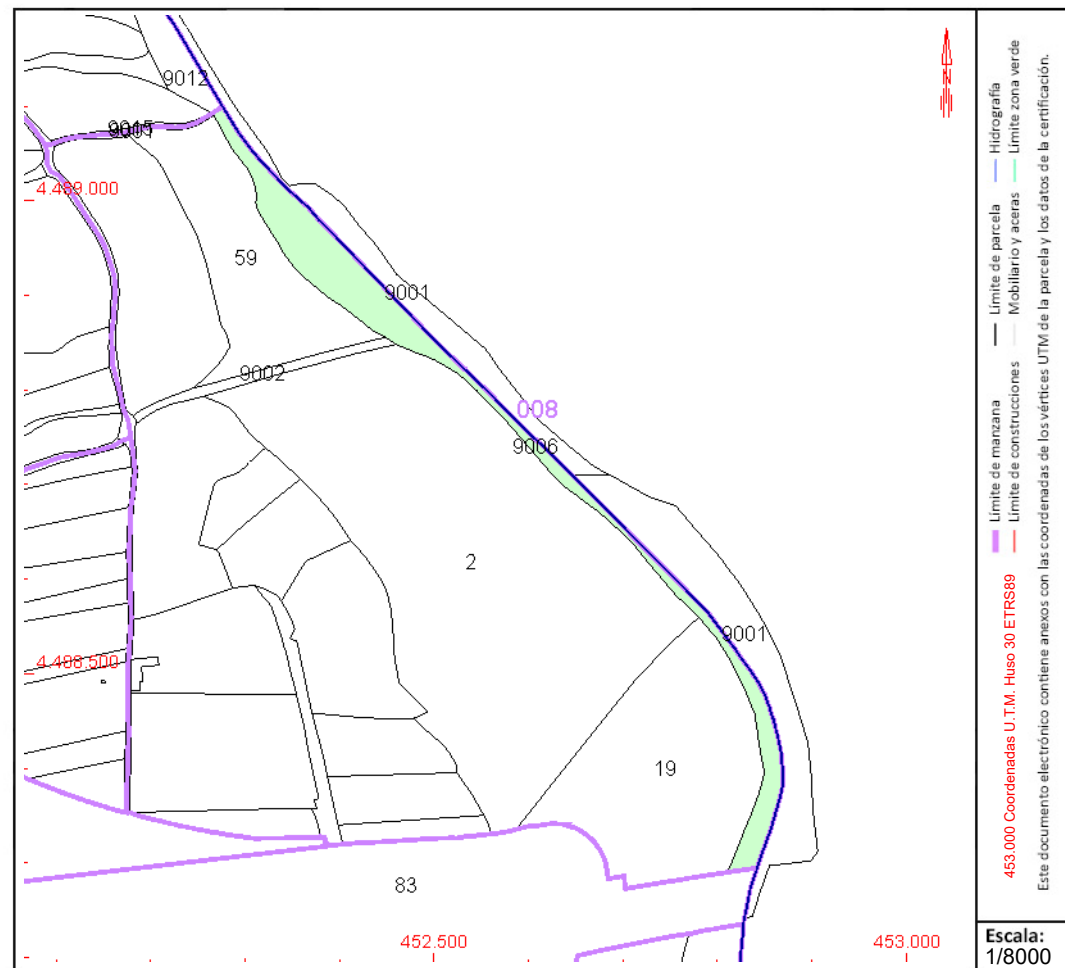 9012
9015
9001
4.489.000
59
9001
9002
008
9006
2
9001
4.488.500
19
83
452.500
453.000
N
Límite de manzana
Límite de parcela
Hidrografía
Límite de construcciones
Mobiliario y aceras
Límite zona verde
453.000 Coordenadas U.T.M. Huso 30 ETRS89
Este documento electrónico contiene anexos con las coordenadas de los vértices UTM de la parcela y los datos de la certificación.
Escala:
1/8000